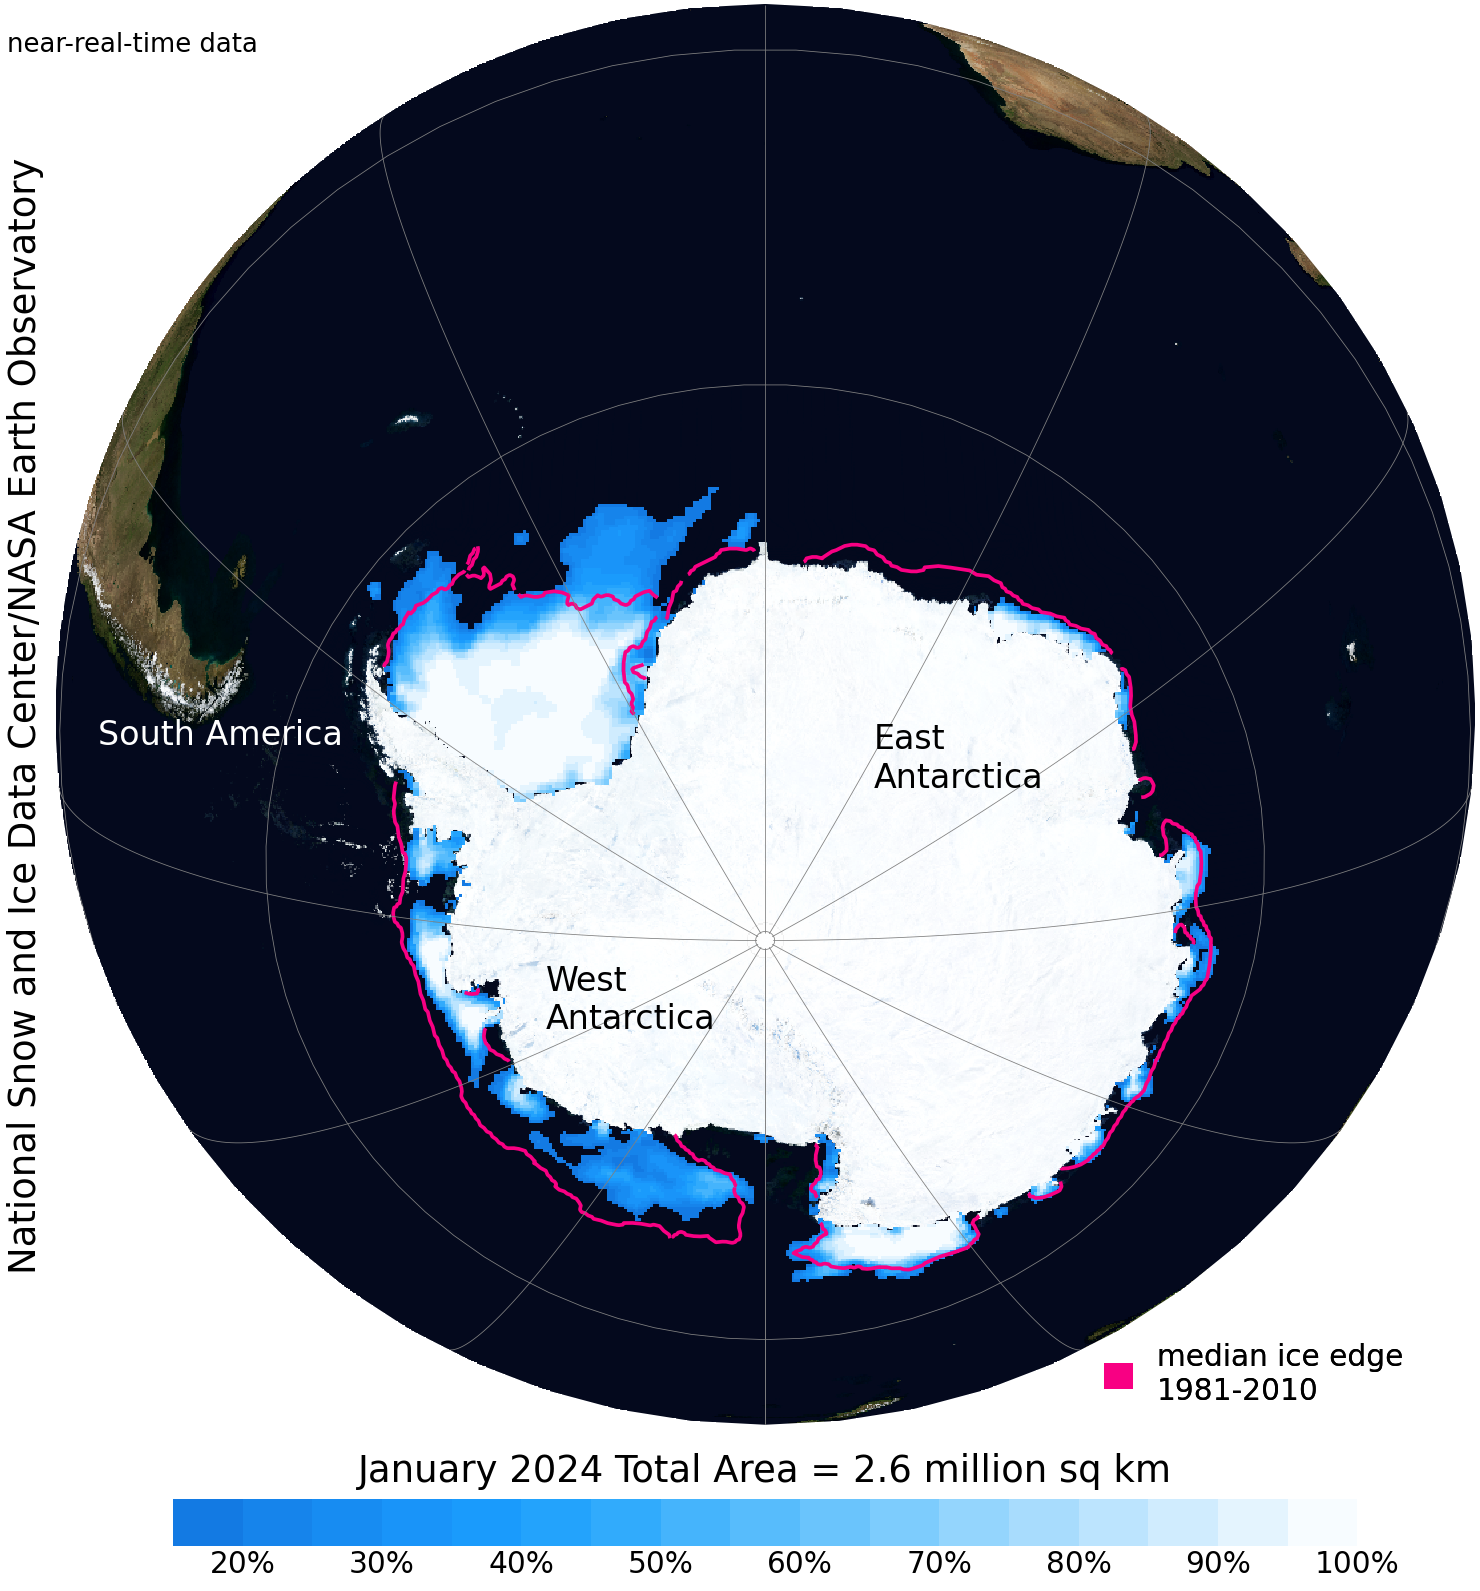 near-real-time data
National Snow and Ice Data Center/NASA Earth Observatory
South America
East
Antarctica
West
Antarctica
median ice edge
1981-2010
January 2024 Total Area = 2.6 million sq km
20% 30% 40% 50% 60% 70% 80% 90% 100%